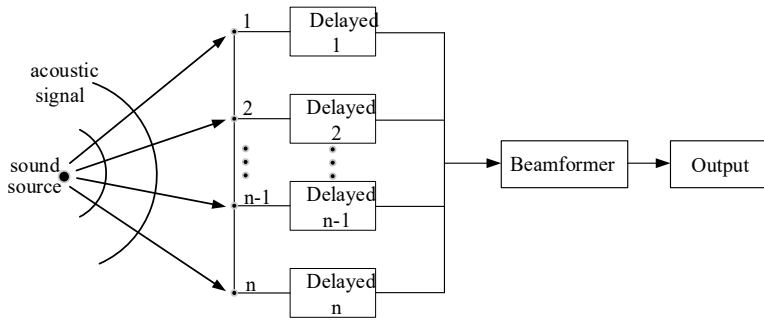 1
Delayed
1
acoustic
signal
2
Delayed
2
sound
source
Beamformer
Output
n-1
Delayed
n-1
n
Delayed
n